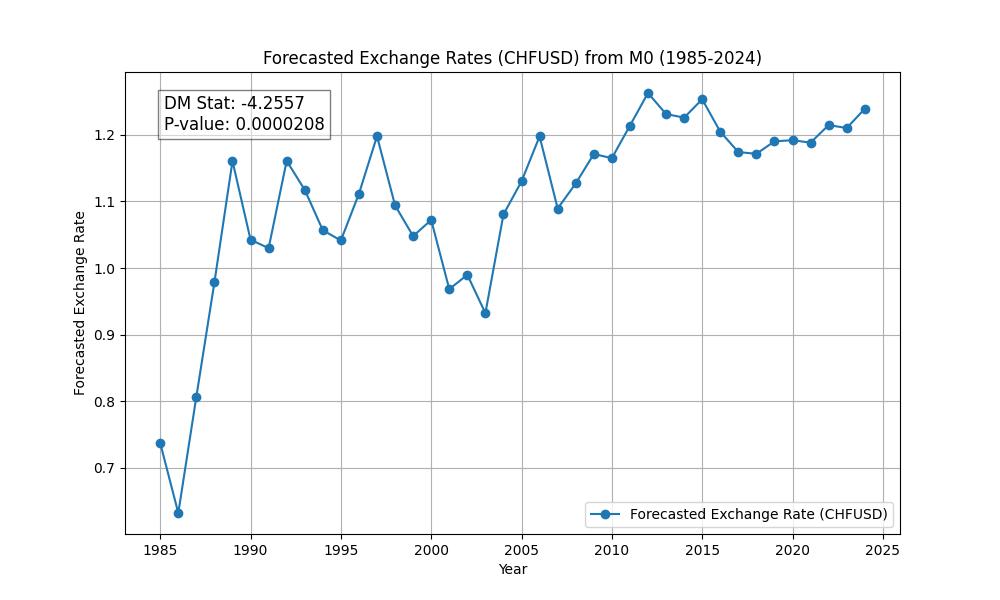 Forecasted Exchange Rates (CHFUSD) from M0 (1985-2024)
DM Stat: -4.2557
P-value: 0.0000208
1.2
1.1
1.0
0.9
0.8
0.7
Forecasted Exchange Rate
Forecasted Exchange Rate (CHFUSD)
1985 1990 1995 2000 2005 2010 2015 2020 2025
Year